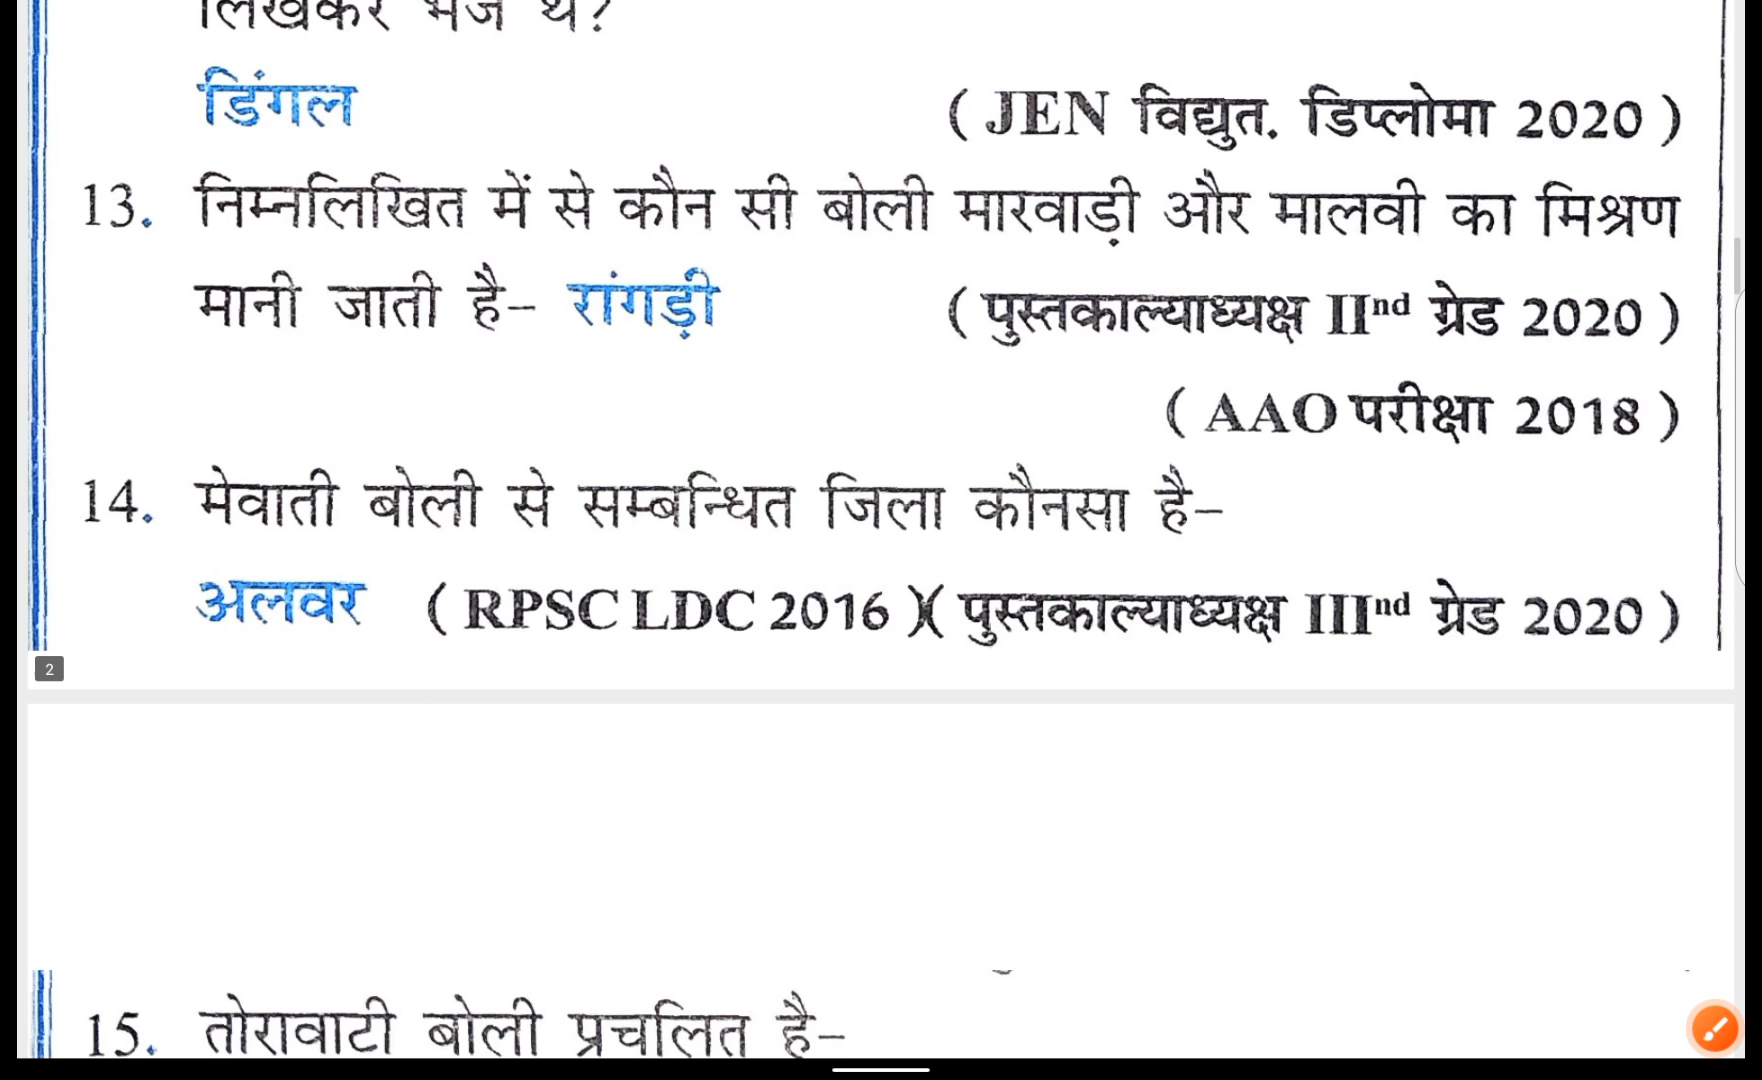 लिखकर भेजे थे?
डिंगल ( JEN विद्युत. डिप्लोमा 2020 )
13. निम्नलिखित में से कौन सी बोली मारवाड़ी और मालवी का मिश्रण
मानी जाती है- रांगड़ी ( पुस्तकाल्याध्यक्ष IInd ग्रेड 2020 )
( AAO परीक्षा 2018 )
14. मेवाती बोली से सम्बन्धित जिला कौनसा है-
अलवर ( RPSC LDC 2016 )( पुस्तकाल्याध्यक्ष IIInd ग्रेड 2020 )
2
15. तोरावाटी बोली प्रचलित है-